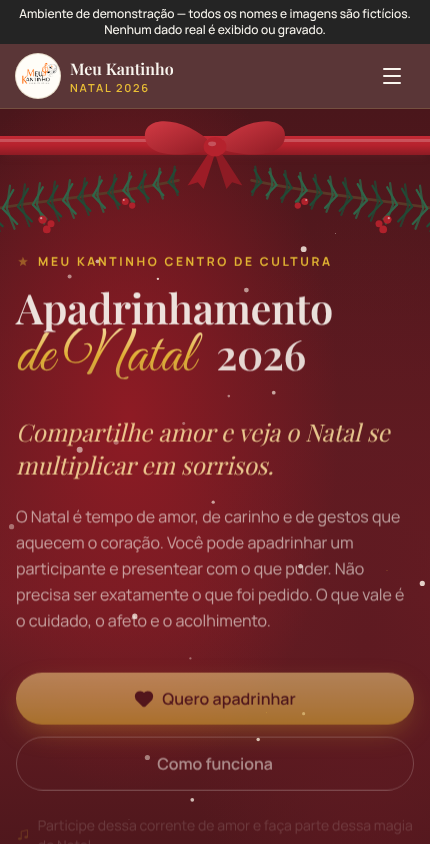 Ambiente de demonstração — todos os nomes e imagens são fictícios.
Nenhum dado real é exibido ou gravado.
Meu Kantinho
NATAL 2026
MEU KANTINHO CENTRO DE CULTURA
Apadrinhamento
de Natal 2026
Compartilhe amor e veja o Natal se
multiplicar em sorrisos.
O Natal é tempo de amor, de carinho e de gestos que
aquecem o coração. Você pode apadrinhar um
participante e presentear com o que puder. Não
precisa ser exatamente o que foi pedido. O que vale é
o cuidado, o afeto e o acolhimento.
Quero apadrinhar
Como funciona
Participe dessa corrente de amor e faça parte dessa magia
de Natal